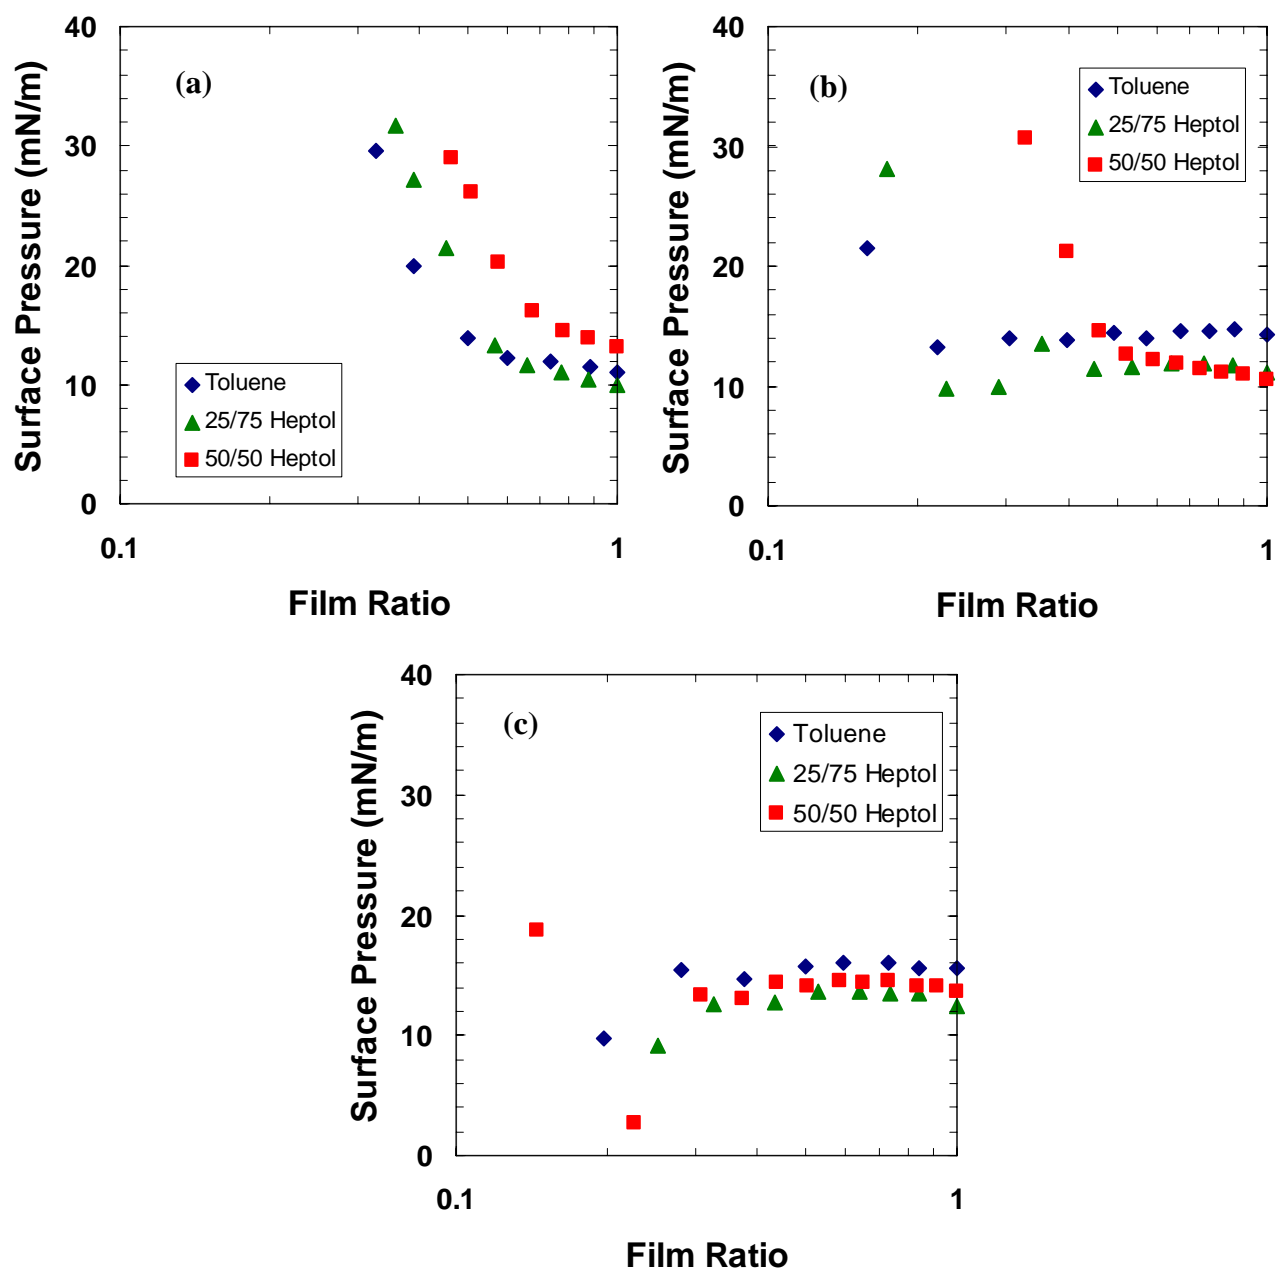 (a)
Surface Pressure (mN/m)
40
30
20
10
0
Toluene
25/75 Heptol
50/50 Heptol
0.1
1
Film Ratio
(b)
Surface Pressure (mN/m)
40
30
20
10
0
Toluene
25/75 Heptol
50/50 Heptol
0.1
1
Film Ratio
(c)
Surface Pressure (mN/m)
40
30
20
10
0
Toluene
25/75 Heptol
50/50 Heptol
0.1
1
Film Ratio